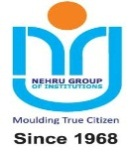 NEHRU GROUP
OF INSTITUTIONS
Moulding True Citizen
Since 1968